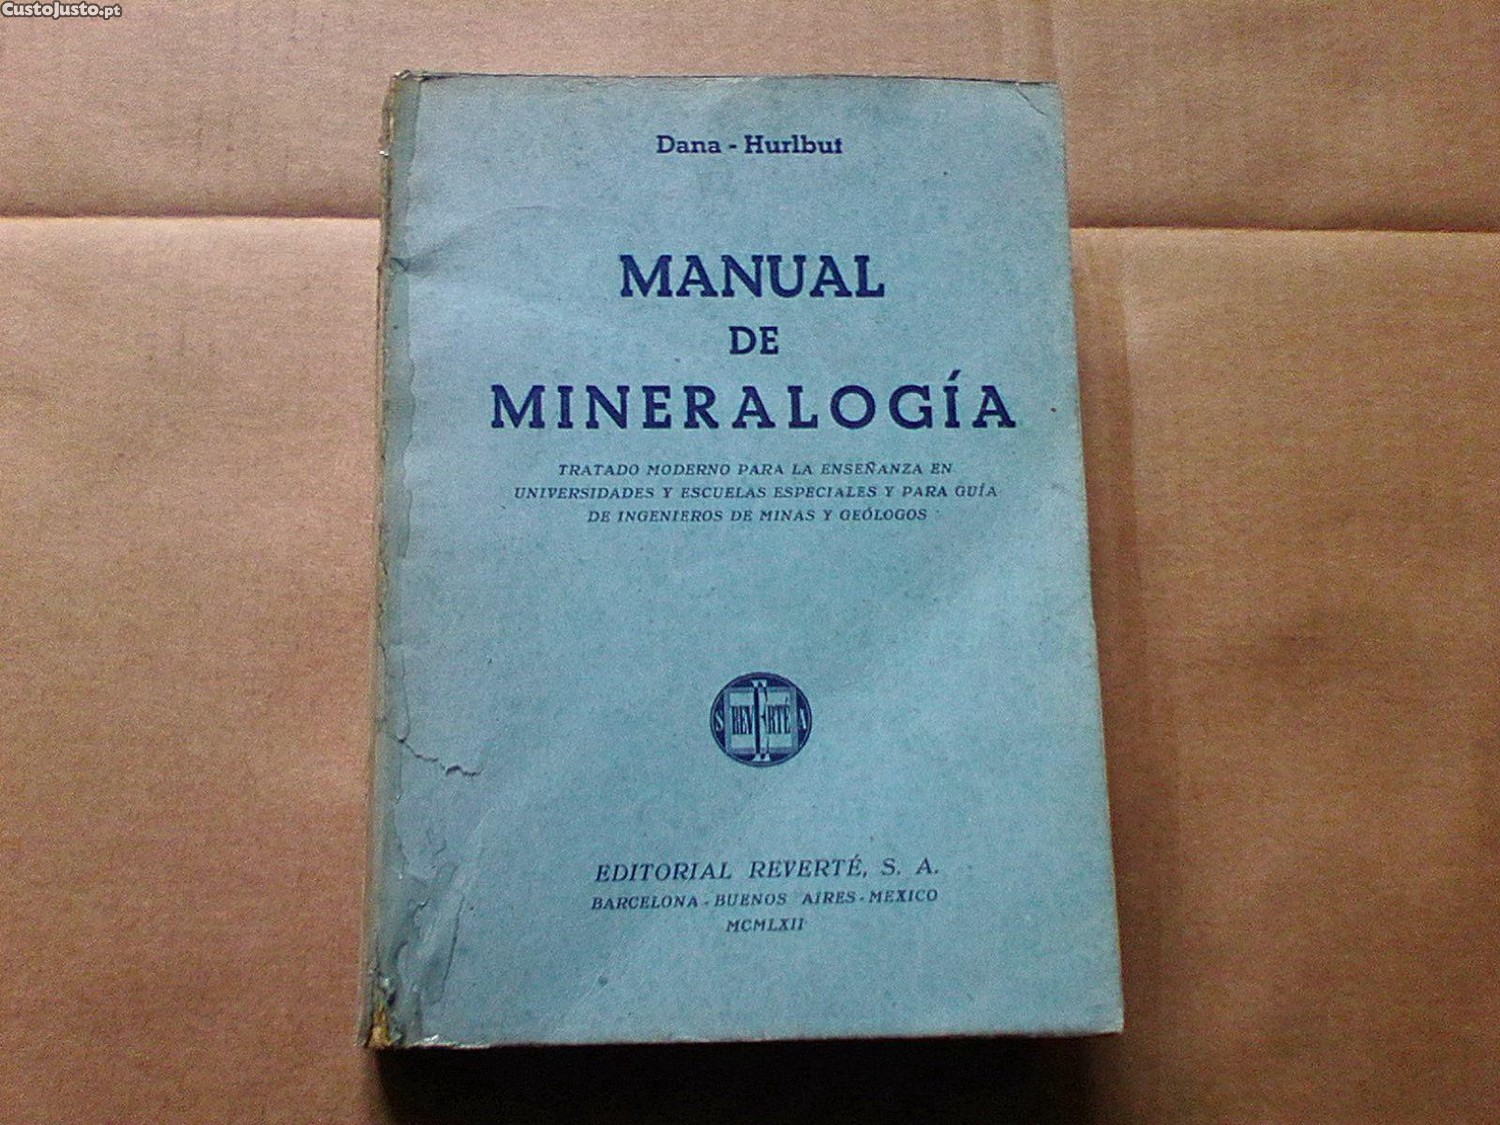 CustoJusto.pt
Dana - Hurlbut
MANUAL
DE
MINERALOGÍA
TRATADO MODERNO PARA LA ENSEÑANZA EN
UNIVERSIDADES Y ESCUELAS ESPECIALES Y PARA GUÍA
DE INGENIEROS DE MINAS Y GEÓLOGOS
S REVERTÉ A
EDITORIAL REVERTÉ, S. A.
BARCELONA - BUENOS AIRES - MEXICO
MCMLXII